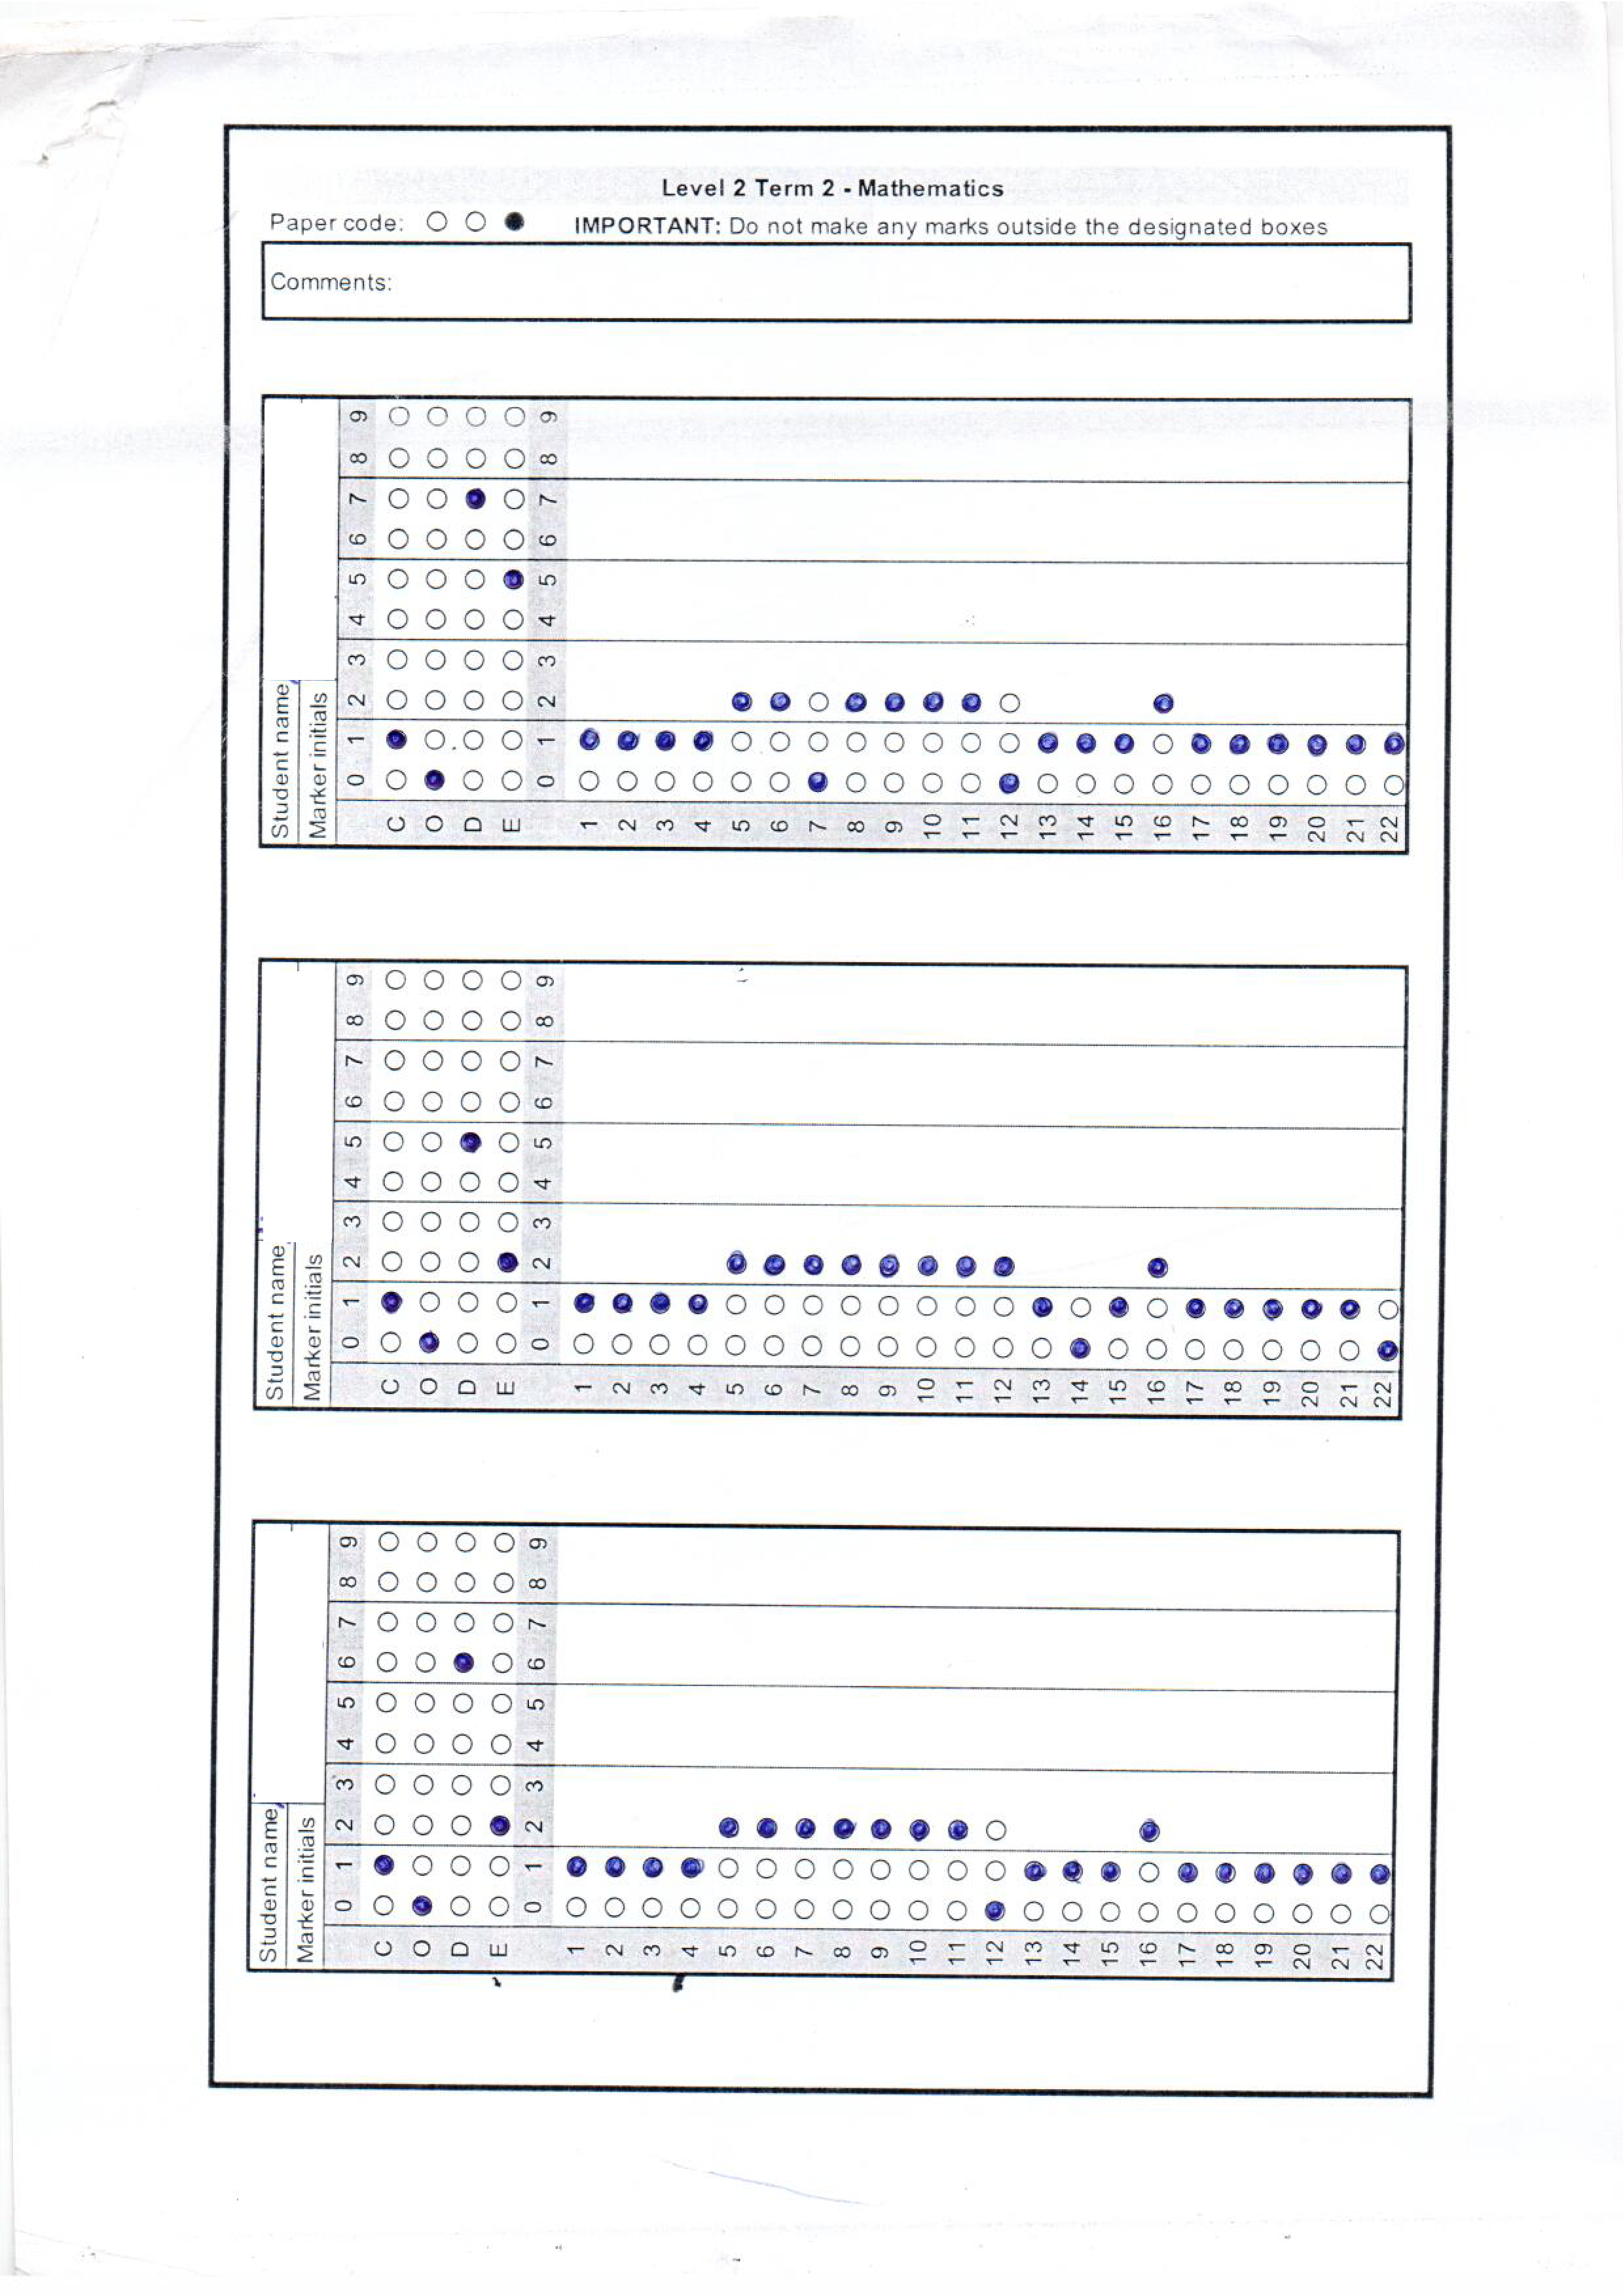 Level 2 Term 2 - Mathematics
Paper code:
IMPORTANT: Do not make any marks outside the designated boxes
Comments:
Student name
Marker initials
0 1 2 3 4 5 6 7 8 9
C
O
D
E
0 1 2 3 4 5 6 7 8 9
1
2
3
4
5
6
7
8
9
10
11
12
13
14
15
16
17
18
19
20
21
22
Student name
Marker initials
0 1 2 3 4 5 6 7 8 9
C
O
D
E
0 1 2 3 4 5 6 7 8 9
1
2
3
4
5
6
7
8
9
10
11
12
13
14
15
16
17
18
19
20
21
22
Student name
Marker initials
0 1 2 3 4 5 6 7 8 9
C
O
D
E
0 1 2 3 4 5 6 7 8 9
1
2
3
4
5
6
7
8
9
10
11
12
13
14
15
16
17
18
19
20
21
22